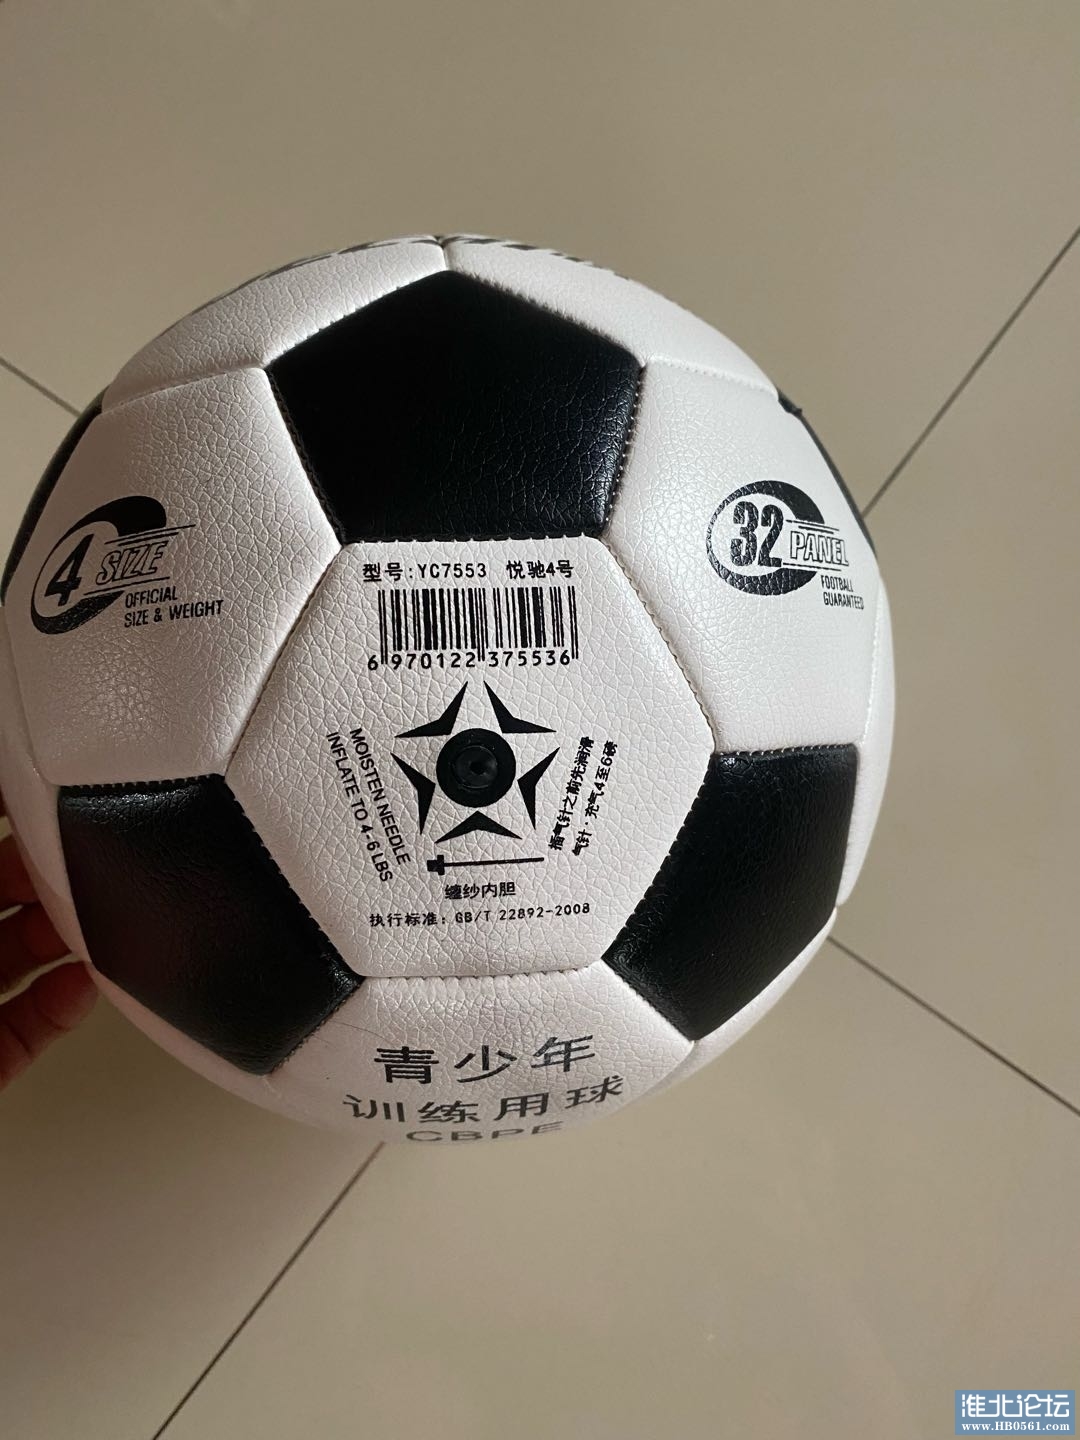 4 SIZE
OFFICIAL
SIZE & WEIGHT
32 PANEL
FOOTBALL
GUARANTEED
型号:YC7553 悦驰4号
6 970122 375536
MOISTEN NEEDLE
INFLATE TO 4-6 LBS
插气针之前先润滑
气针·充气4至6磅
缠纱内胆
执行标准: GB/T 22892-2008
青少年
训练用球
CBPE
淮北论坛
www.HB0561.com